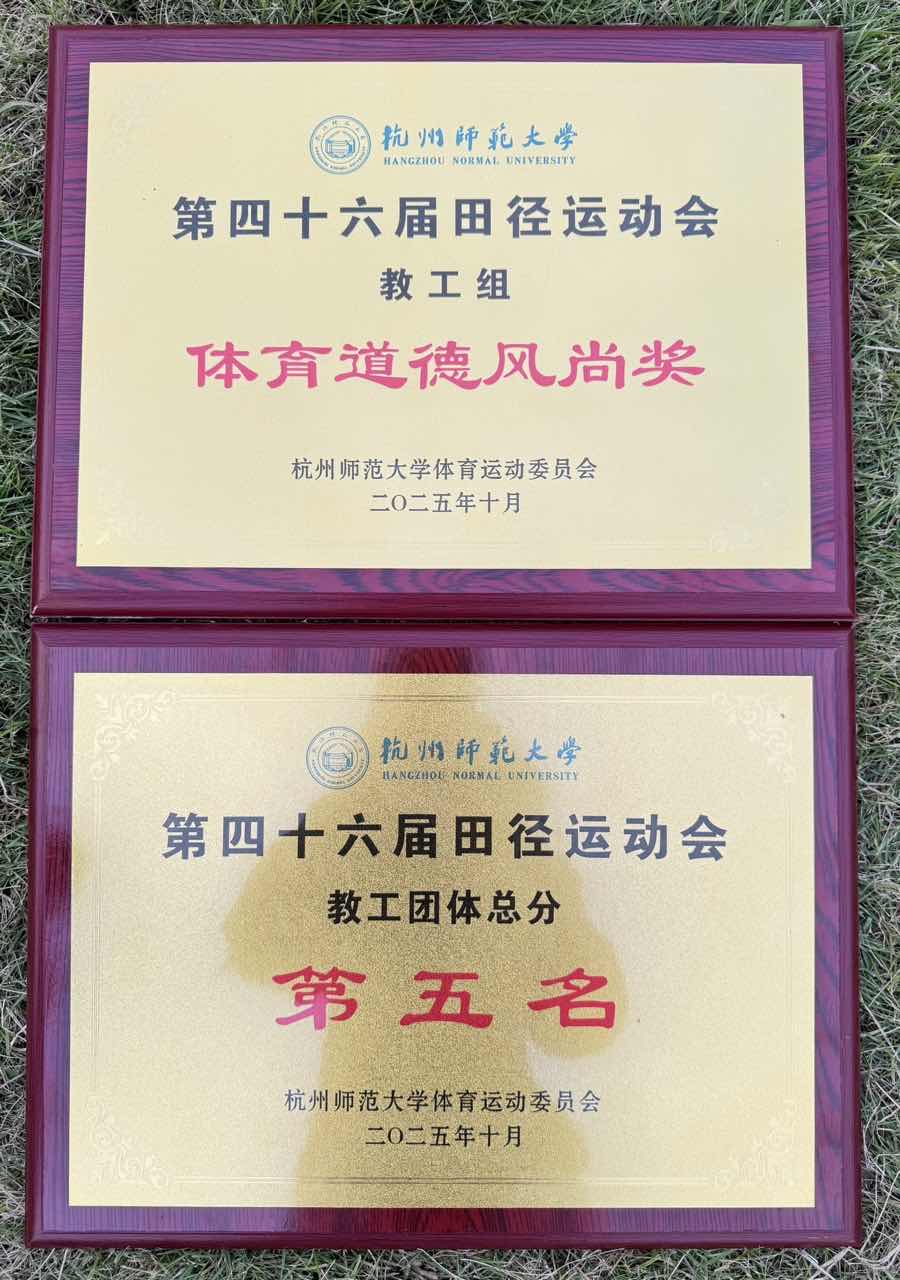 杭州师范大学
HANGZHOU NORMAL UNIVERSITY
第四十六届田径运动会
教工组
体育道德风尚奖
杭州师范大学体育运动委员会
二〇二五年十月
杭州师范大学
HANGZHOU NORMAL UNIVERSITY
第四十六届田径运动会
教工团体总分
第五名
杭州师范大学体育运动委员会
二〇二五年十月